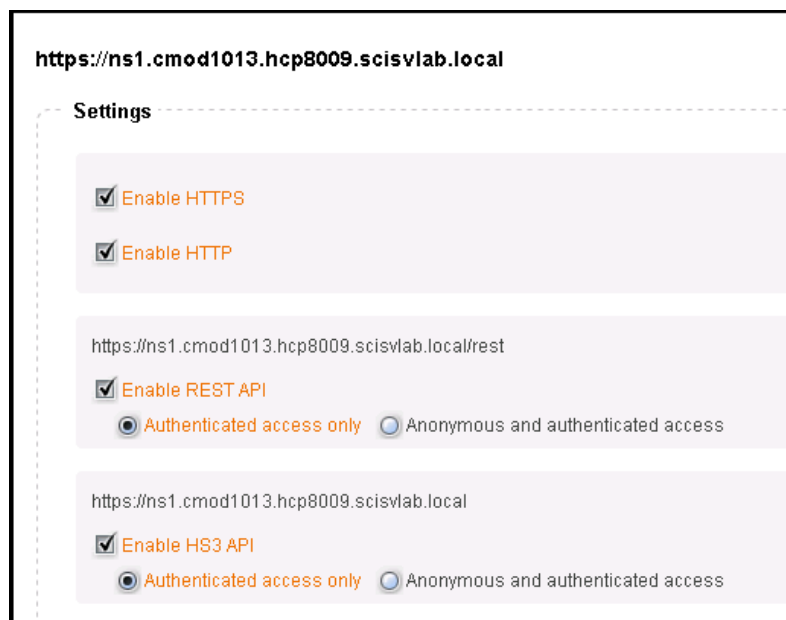 https://ns1.cmod1013.hcp8009.scisvlab.local
Settings
Enable HTTPS
Enable HTTP
https://ns1.cmod1013.hcp8009.scisvlab.local/rest
Enable REST API
Authenticated access only Anonymous and authenticated access
https://ns1.cmod1013.hcp8009.scisvlab.local
Enable HS3 API
Authenticated access only Anonymous and authenticated access